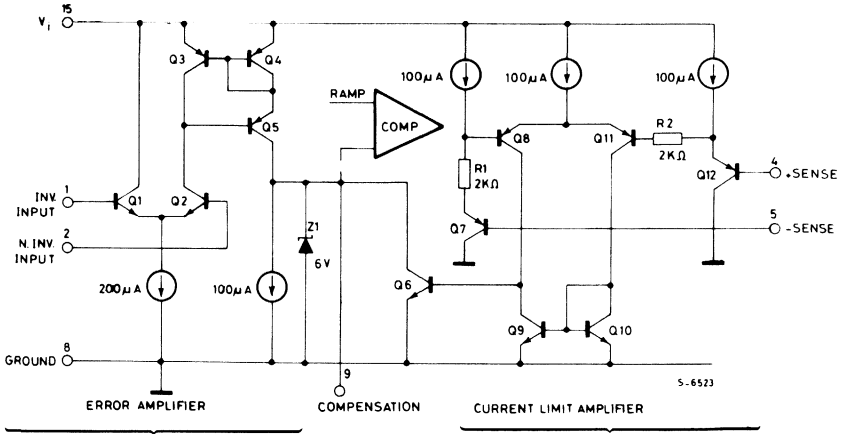 15
V I
Q3
Q4
100µA
100µA
100µA
RAMP
COMP
Q5
Q8
Q11
R2
2KΩ
R1
2KΩ
4
+SENSE
Q12
1
INV.
INPUT
Q1
Q2
2
N. INV.
INPUT
Q7
5
-SENSE
Z1
6V
200µA
100µA
Q6
Q9
Q10
8
GROUND
9
S-6523
ERROR AMPLIFIER
COMPENSATION
CURRENT LIMIT AMPLIFIER